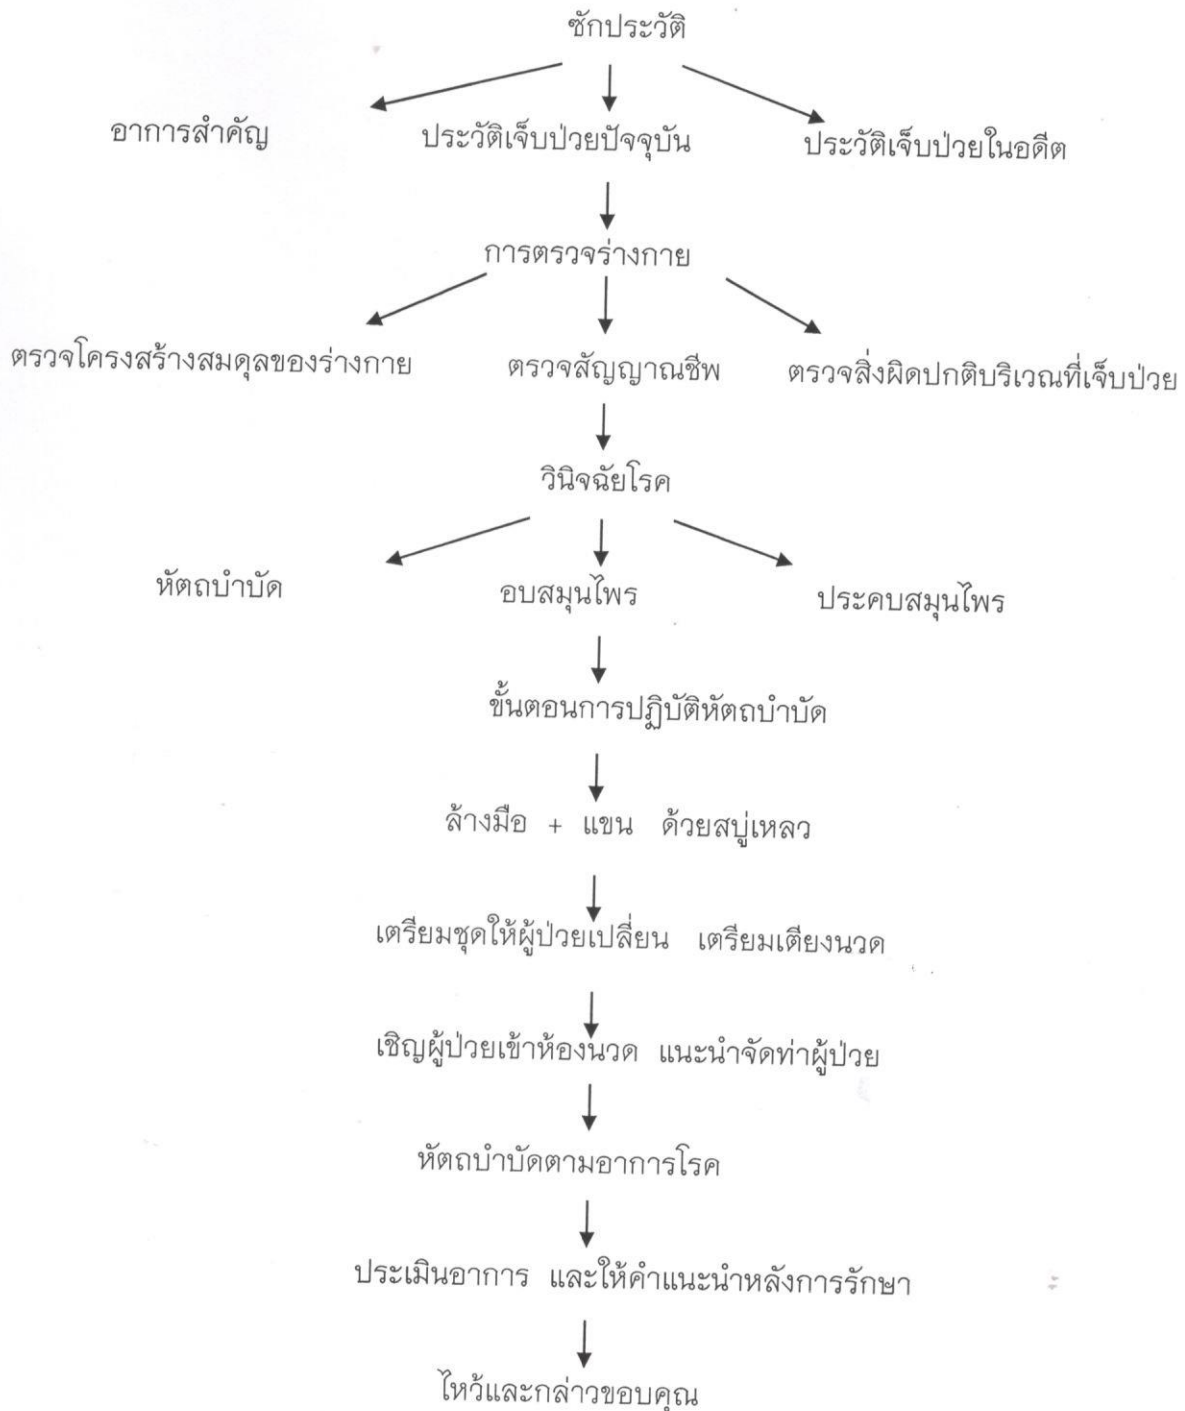 ซักประวัติ
อาการสำคัญ ประวัติเจ็บป่วยปัจจุบัน ประวัติเจ็บป่วยในอดีต
การตรวจร่างกาย
ตรวจโครงสร้างสมดุลของร่างกาย ตรวจสัญญาณชีพ ตรวจสิ่งผิดปกติบริเวณที่เจ็บป่วย
วินิจฉัยโรค
หัตถบำบัด อบสมุนไพร ประคบสมุนไพร
ขั้นตอนการปฏิบัติหัตถบำบัด
ล้างมือ + แขน ด้วยสบู่เหลว
เตรียมชุดให้ผู้ป่วยเปลี่ยน เตรียมเตียงนวด
เชิญผู้ป่วยเข้าห้องนวด แนะนำจัดท่าผู้ป่วย
หัตถบำบัดตามอาการโรค
ประเมินอาการ และให้คำแนะนำหลังการรักษา
ไหว้และกล่าวขอบคุณ